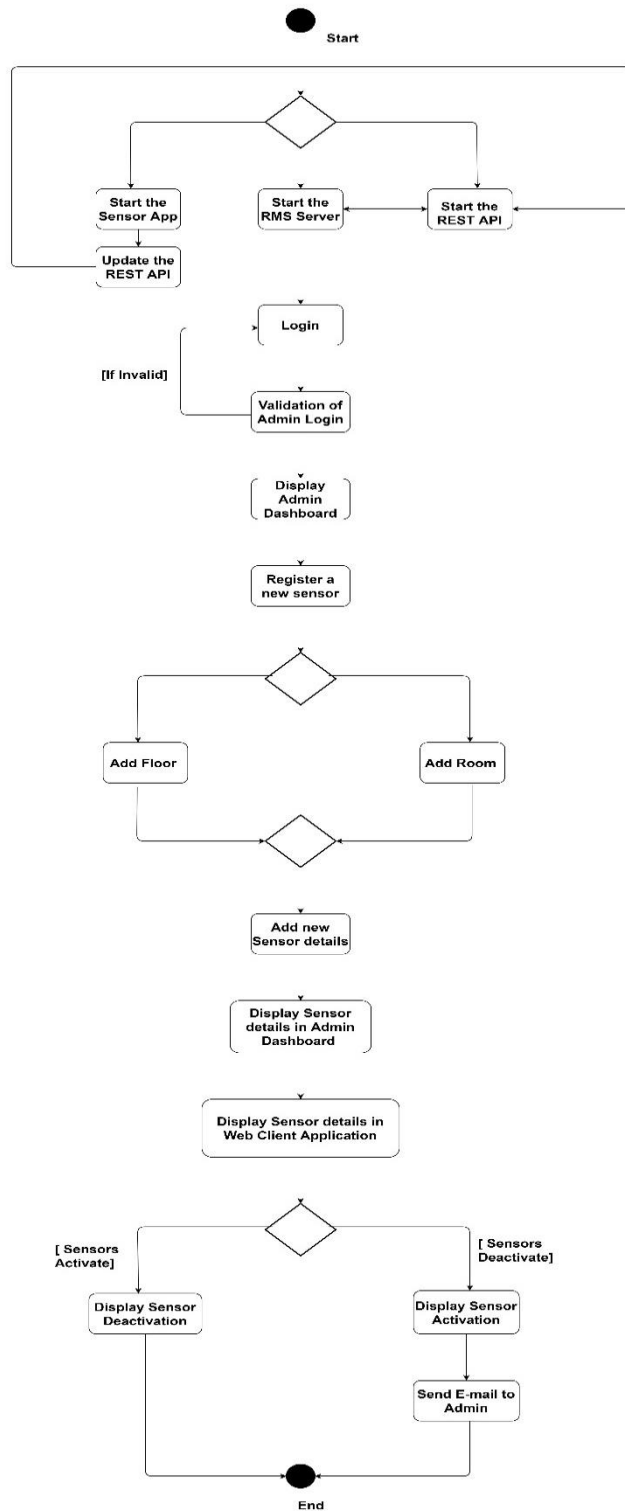 Start
Start the
Sensor App
Start the
RMS Server
Start the
REST API
Update the
REST API
Login
[If Invalid]
Validation of
Admin Login
Display
Admin
Dashboard
Register a
new sensor
Add Floor
Add Room
Add new
Sensor details
Display Sensor
details in Admin
Dashboard
Display Sensor details in
Web Client Application
[ Sensors
Activate]
[ Sensors
Deactivate]
Display Sensor
Deactivation
Display Sensor
Activation
Send E-mail to
Admin
End